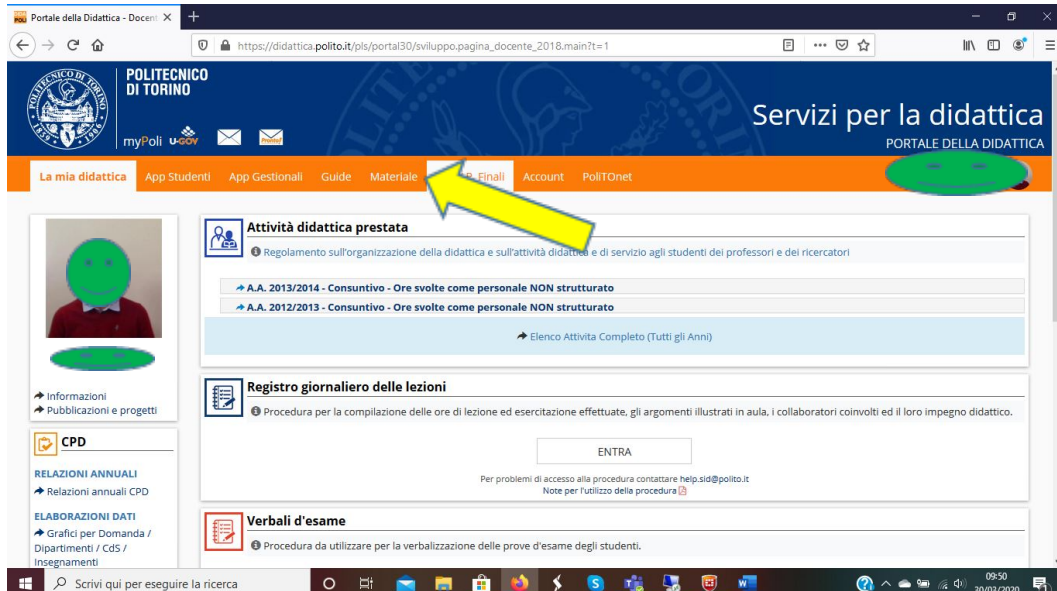 Portale della Didattica - Docent
https://didattica.polito.it/pls/portal30/sviluppo.pagina_docente_2018.main?t=1
POLITECNICO
DI TORINO
myPoli U-GOV
Servizi per la didattica
PORTALE DELLA DIDATTICA
La mia didattica App Studenti App Gestionali Guide Materiale Finali Account PoliTOnet
Attività didattica prestata
Regolamento sull'organizzazione della didattica e sull'attività didattica e di servizio agli studenti dei professori e dei ricercatori
A.A. 2013/2014 - Consuntivo - Ore svolte come personale NON strutturato
A.A. 2012/2013 - Consuntivo - Ore svolte come personale NON strutturato
Elenco Attivita Completo (Tutti gli Anni)
Informazioni
Pubblicazioni e progetti
CPD
RELAZIONI ANNUALI
Relazioni annuali CPD
ELABORAZIONI DATI
Grafici per Domanda /
Dipartimenti / CdS /
Insegnamenti
Registro giornaliero delle lezioni
Procedura per la compilazione delle ore di lezione ed esercitazione effettuate, gli argomenti illustrati in aula, i collaboratori coinvolti ed il loro impegno didattico.
ENTRA
Per problemi di accesso alla procedura contattare help.sid@polito.it
Note per l'utilizzo della procedura
Verbali d'esame
Procedura da utilizzare per la verbalizzazione delle prove d'esame degli studenti.
Scrivi qui per eseguire la ricerca
09:50
30/03/2020